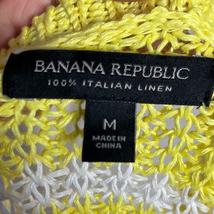 BANANA REPUBLIC
100% ITALIAN LINEN
M
MADE IN
CHINA